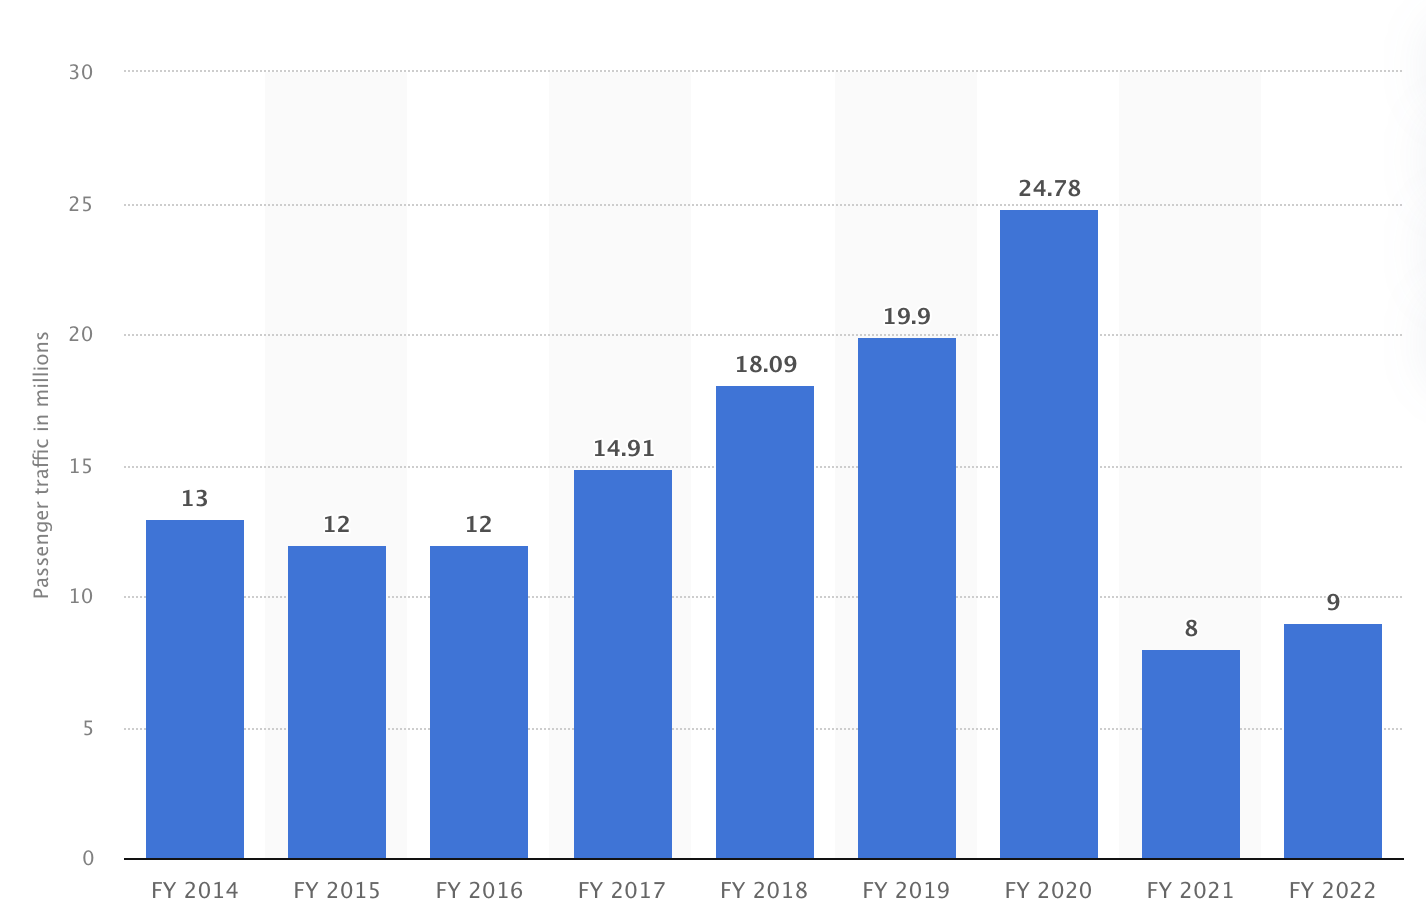 30
25
20
15
10
5
0
Passenger traffic in millions
13
12
12
14.91
18.09
19.9
24.78
8
9
FY 2014
FY 2015
FY 2016
FY 2017
FY 2018
FY 2019
FY 2020
FY 2021
FY 2022